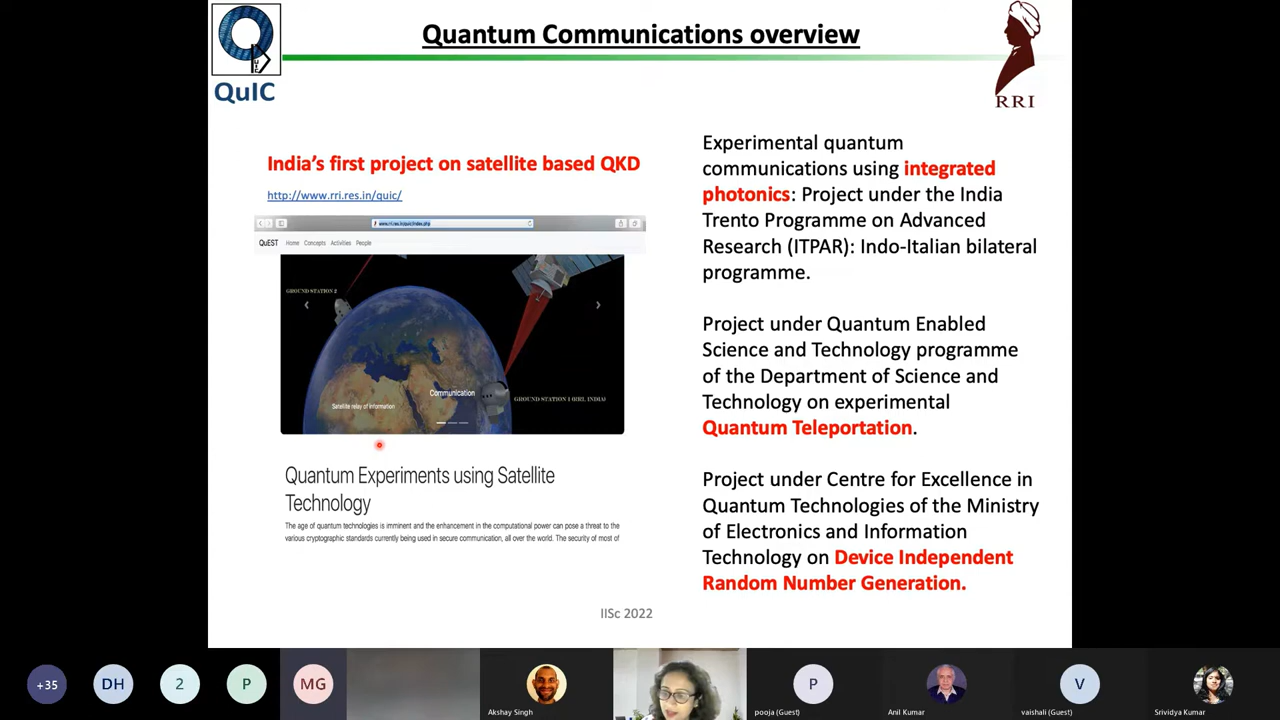 Quantum Communications overview
QuIC
RRI
India's first project on satellite based QKD
http://www.rri.res.in/quic/
www.rri.res.in/quic/index.php
QuEST Home Concepts Activities People
GROUND STATION 2
Communication
Satellite relay of Information
GROUND STATION 1 (RRI, INDIA)
Quantum Experiments using Satellite
Technology
The age of quantum technologies is imminent and the enhancement in the computational power can pose a threat to the
various cryptographic standards currently being used in secure communication, all over the world. The security of most of
Experimental quantum
communications using integrated
photonics: Project under the India
Trento Programme on Advanced
Research (ITPAR): Indo-Italian bilateral
programme.
Project under Quantum Enabled
Science and Technology programme
of the Department of Science and
Technology on experimental
Quantum Teleportation.
Project under Centre for Excellence in
Quantum Technologies of the Ministry
of Electronics and Information
Technology on Device Independent
Random Number Generation.
IISc 2022
+35
DH
2
P
MG
Akshay Singh
P
pooja (Guest)
Anil Kumar
V
vaishali (Guest)
Srividya Kumar